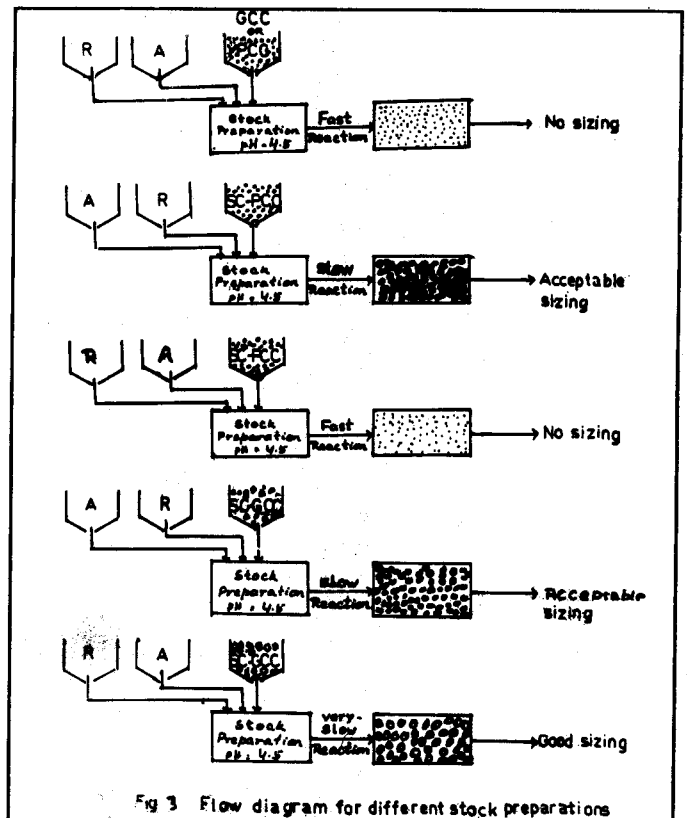 GCC
or
R A PCC
Stock
Preparation
pH = 4.5
Fast
Reaction
No sizing
A R SC-PCC
Stock
Preparation
pH = 4.5
Slow
Reaction
Acceptable
sizing
R A SC-PCC
Stock
Preparation
pH = 4.5
Fast
Reaction
No sizing
A R SC-GCC
Stock
Preparation
pH = 4.5
Slow
Reaction
Acceptable
sizing
R A SC-GCC
Stock
Preparation
pH = 4.5
very-
Slow
Reaction
Good sizing
Fig 3 Flow diagram for different stock preparations